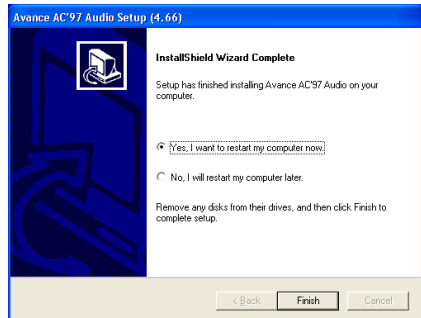 Avance AC'97 Audio Setup (4.66)
InstallShield Wizard Complete
Setup has finished installing Avance AC'97 Audio on your
computer.
Yes, I want to restart my computer now.
No, I will restart my computer later.
Remove any disks from their drives, and then click Finish to
complete setup.
< Back
Finish
Cancel